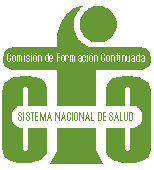 Comisión de Formación Continuada
SISTEMA NACIONAL DE SALUD